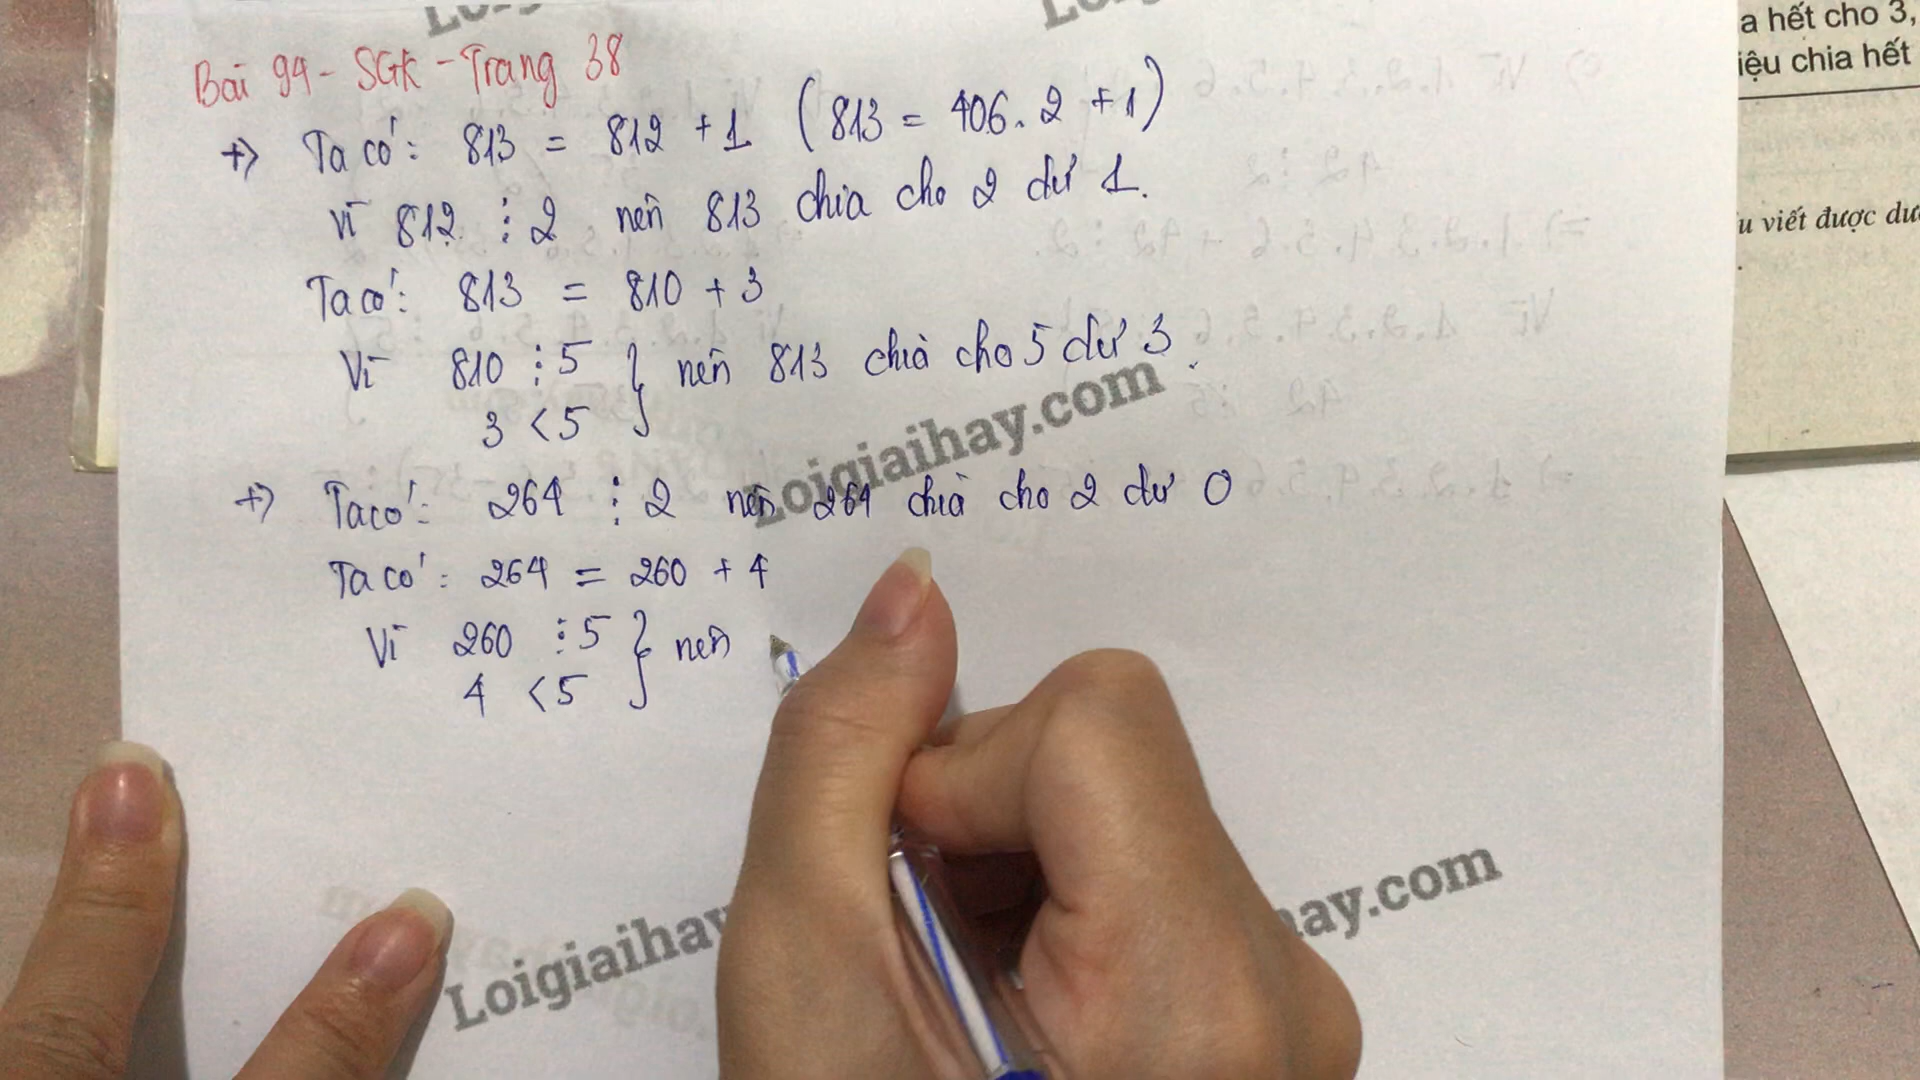 Bài 94 - SGK - Trang 38
+) Ta có: 813 = 812 + 1 (813 = 406.2 + 1)
Vì 812 ⋮ 2 nên 813 chia cho 2 dư 1.
Ta có: 813 = 810 + 3
Vì 810 ⋮ 5 } nên 813 chia cho 5 dư 3.
3 < 5
+) Ta có: 264 ⋮ 2 nên 264 chia cho 2 dư 0
Ta có: 264 = 260 + 4
Vì 260 ⋮ 5 } nên
4 < 5
a hết cho 3,
iệu chia hết
u viết được dư
Loigiaihay.com
Loigiaihay
hay.com